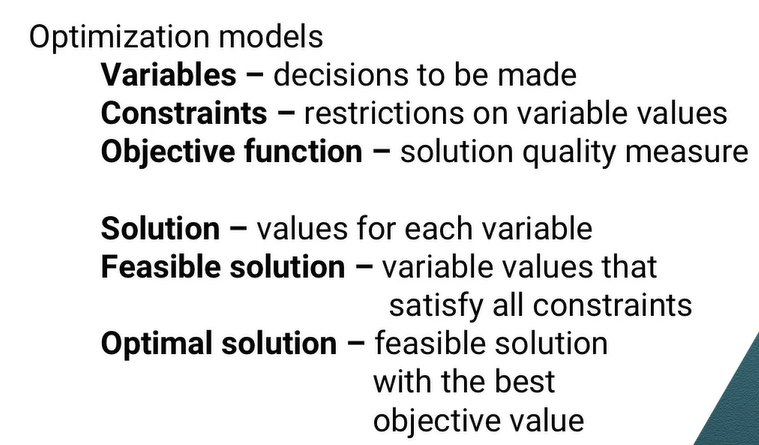 Optimization models
Variables – decisions to be made
Constraints – restrictions on variable values
Objective function – solution quality measure
Solution – values for each variable
Feasible solution – variable values that
satisfy all constraints
Optimal solution – feasible solution
with the best
objective value